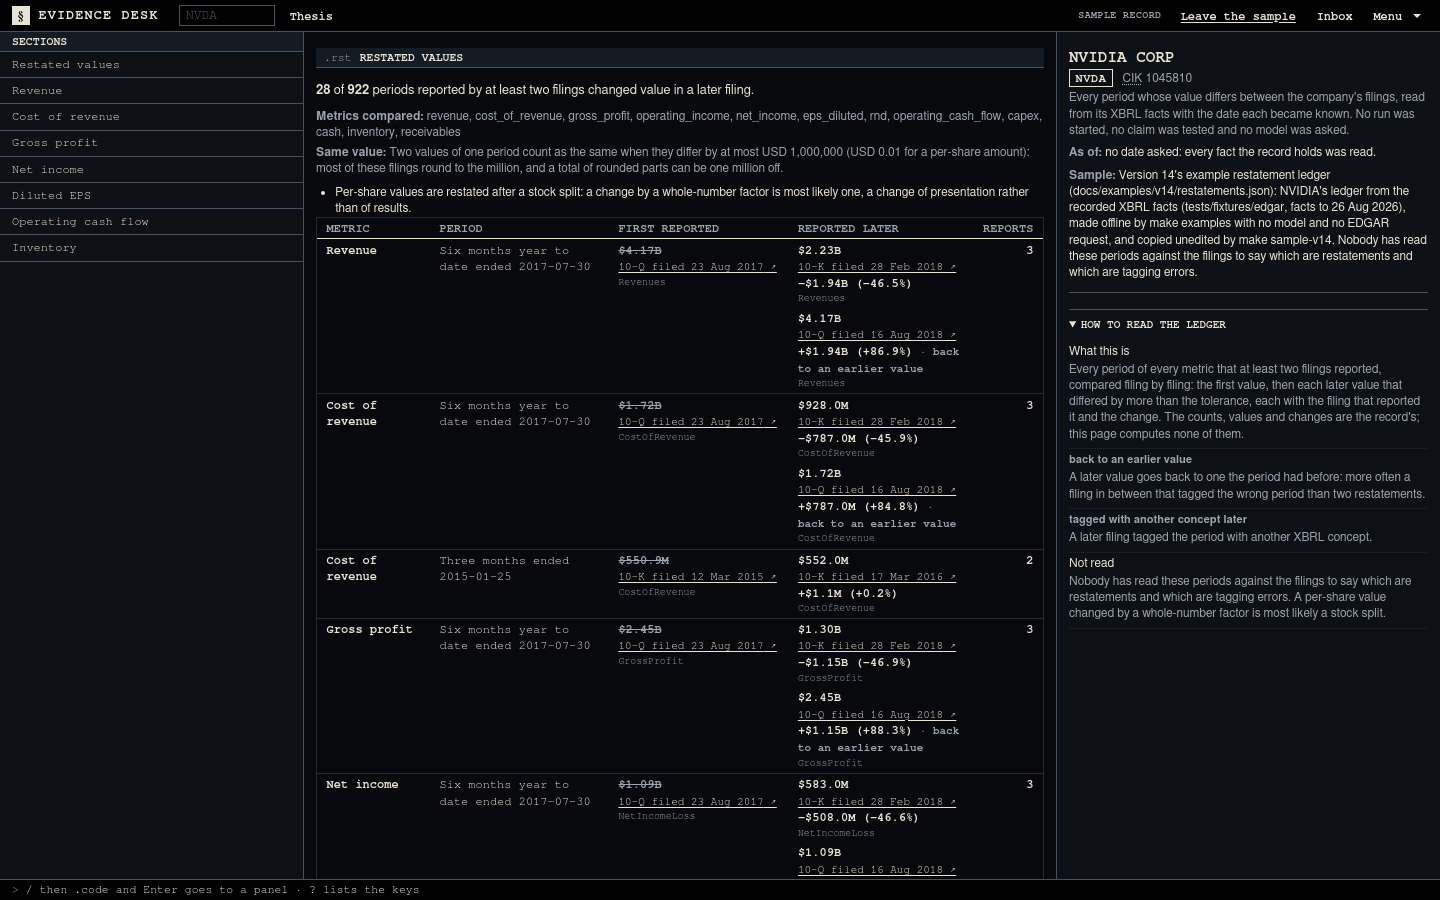 § EVIDENCE DESK NVDA Thesis SAMPLE RECORD Leave the sample Inbox Menu
SECTIONS
Restated values
Revenue
Cost of revenue
Gross profit
Net income
Diluted EPS
Operating cash flow
Inventory
.rst RESTATED VALUES
28 of 922 periods reported by at least two filings changed value in a later filing.
Metrics compared: revenue, cost_of_revenue, gross_profit, operating_income, net_income, eps_diluted, rnd, operating_cash_flow, capex,
cash, inventory, receivables
Same value: Two values of one period count as the same when they differ by at most USD 1,000,000 (USD 0.01 for a per-share amount):
most of these filings round to the million, and a total of rounded parts can be one million off.
• Per-share values are restated after a stock split: a change by a whole-number factor is most likely one, a change of presentation rather
than of results.
METRIC PERIOD FIRST REPORTED REPORTED LATER REPORTS
Revenue Six months year to $4.17B $2.23B 3
date ended 2017-07-30 10-Q filed 23 Aug 2017 ↗ 10-K filed 28 Feb 2018 ↗
Revenues −$1.94B (−46.5%)
Revenues
$4.17B
10-Q filed 16 Aug 2018 ↗
+$1.94B (+86.9%) · back
to an earlier value
Revenues
Cost of Six months year to $1.72B $928.0M 3
revenue date ended 2017-07-30 10-Q filed 23 Aug 2017 ↗ 10-K filed 28 Feb 2018 ↗
CostOfRevenue −$787.0M (−45.9%)
CostOfRevenue
$1.72B
10-Q filed 16 Aug 2018 ↗
+$787.0M (+84.8%) ·
back to an earlier value
CostOfRevenue
Cost of Three months ended $550.9M $552.0M 2
revenue 2015-01-25 10-K filed 12 Mar 2015 ↗ 10-K filed 17 Mar 2016 ↗
CostOfRevenue +$1.1M (+0.2%)
CostOfRevenue
Gross profit Six months year to $2.45B $1.30B 3
date ended 2017-07-30 10-Q filed 23 Aug 2017 ↗ 10-K filed 28 Feb 2018 ↗
GrossProfit −$1.15B (−46.9%)
GrossProfit
$2.45B
10-Q filed 16 Aug 2018 ↗
+$1.15B (+88.3%) · back
to an earlier value
GrossProfit
Net income Six months year to $1.09B $583.0M 3
date ended 2017-07-30 10-Q filed 23 Aug 2017 ↗ 10-K filed 28 Feb 2018 ↗
NetIncomeLoss −$508.0M (−46.6%)
NetIncomeLoss
$1.09B
10-Q filed 16 Aug 2018 ↗
NVIDIA CORP
NVDA CIK 1045810
Every period whose value differs between the company's filings, read
from its XBRL facts with the date each became known. No run was
started, no claim was tested and no model was asked.
As of: no date asked: every fact the record holds was read.
Sample: Version 14's example restatement ledger
(docs/examples/v14/restatements.json): NVIDIA's ledger from the
recorded XBRL facts (tests/fixtures/edgar, facts to 26 Aug 2026),
made offline by make examples with no model and no EDGAR
request, and copied unedited by make sample-v14. Nobody has read
these periods against the filings to say which are restatements and
which are tagging errors.
▼ HOW TO READ THE LEDGER
What this is
Every period of every metric that at least two filings reported,
compared filing by filing: the first value, then each later value that
differed by more than the tolerance, each with the filing that reported
it and the change. The counts, values and changes are the record's;
this page computes none of them.
back to an earlier value
A later value goes back to one the period had before: more often a
filing in between that tagged the wrong period than two restatements.
tagged with another concept later
A later filing tagged the period with another XBRL concept.
Not read
Nobody has read these periods against the filings to say which are
restatements and which are tagging errors. A per-share value
changed by a whole-number factor is most likely a stock split.
> / then .code and Enter goes to a panel · ? lists the keys